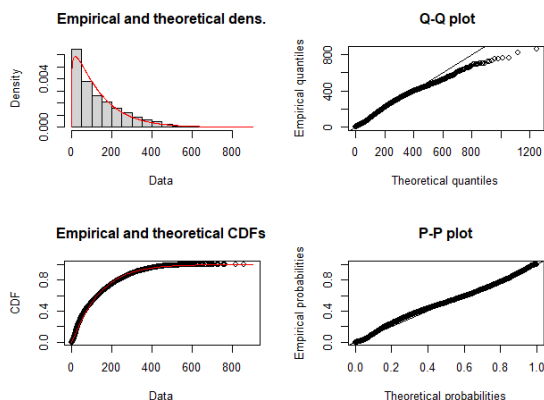 Empirical and theoretical dens.
Density
0.000
0.004
0 200 400 600 800
Data
Q-Q plot
Empirical quantiles
0
400
800
0 200 400 600 800 1200
Theoretical quantiles
Empirical and theoretical CDFs
CDF
0.0
0.4
0.8
0 200 400 600 800
Data
P-P plot
Empirical probabilities
0.0
0.4
0.8
0.0 0.2 0.4 0.6 0.8 1.0
Theoretical probabilities